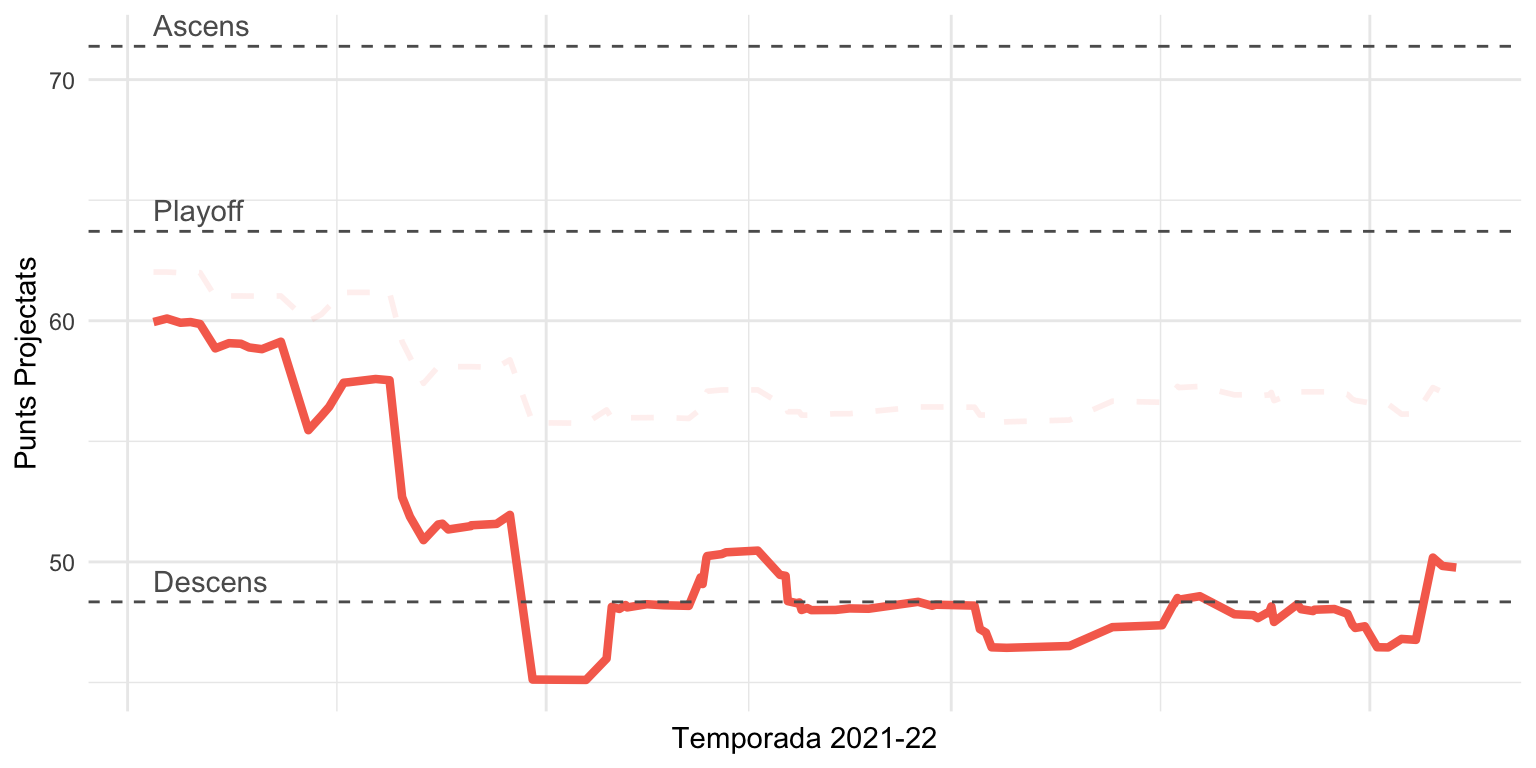 Ascens
70
Playoff
60
Punts Projectats
50
Descens
Temporada 2021-22